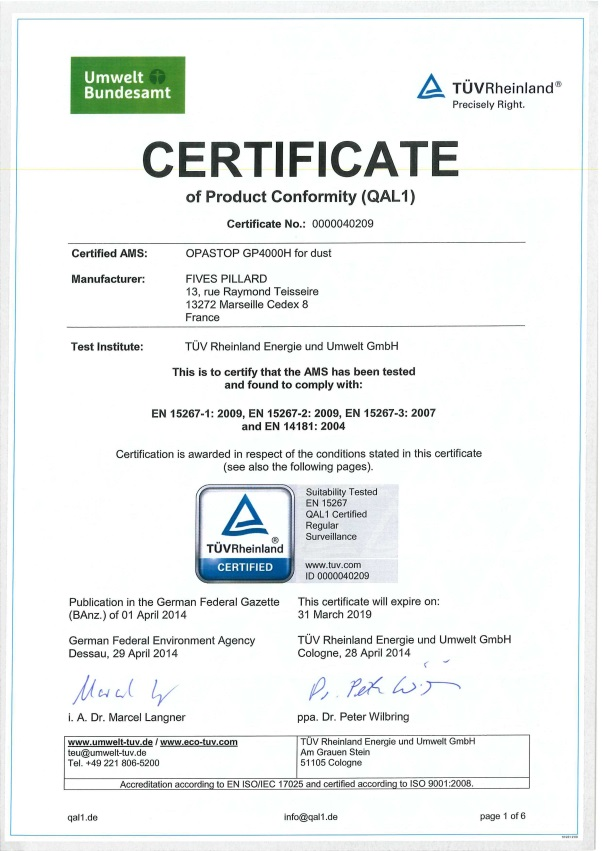 Umwelt
Bundesamt
TÜVRheinland®
Precisely Right.
CERTIFICATE
of Product Conformity (QAL1)
Certificate No.: 0000040209
Certified AMS: OPASTOP GP4000H for dust
Manufacturer: FIVES PILLARD
13, rue Raymond Teisseire
13272 Marseille Cedex 8
France
Test Institute: TÜV Rheinland Energie und Umwelt GmbH
This is to certify that the AMS has been tested
and found to comply with:
EN 15267-1: 2009, EN 15267-2: 2009, EN 15267-3: 2007
and EN 14181: 2004
Certification is awarded in respect of the conditions stated in this certificate
(see also the following pages).
TÜVRheinland®
CERTIFIED
Suitability Tested
EN 15267
QAL1 Certified
Regular
Surveillance
www.tuv.com
ID 0000040209
Publication in the German Federal Gazette
(BAnz.) of 01 April 2014
This certificate will expire on:
31 March 2019
German Federal Environment Agency
Dessau, 29 April 2014
TÜV Rheinland Energie und Umwelt GmbH
Cologne, 28 April 2014
i. A. Dr. Marcel Langner
ppa. Dr. Peter Wilbring
www.umwelt-tuv.de / www.eco-tuv.com
teu@umwelt-tuv.de
Tel. +49 221 806-5200
TÜV Rheinland Energie und Umwelt GmbH
Am Grauen Stein
51105 Cologne
Accreditation according to EN ISO/IEC 17025 and certified according to ISO 9001:2008.
qal1.de
info@qal1.de
page 1 of 6